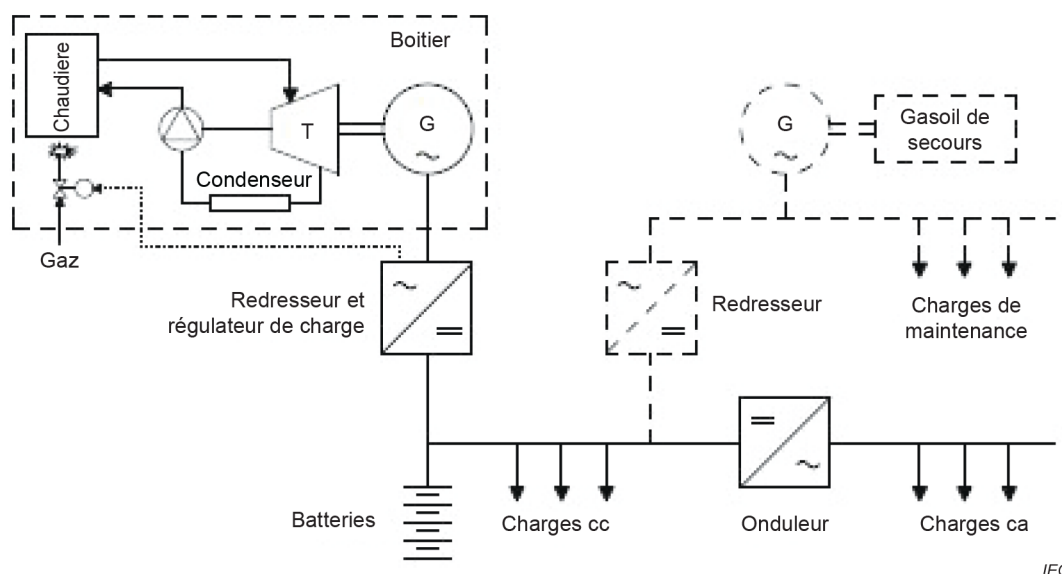 Boitier
Chaudiere
T
G
Condenseur
Gaz
Redresseur et
régulateur de charge
G
Gasoil de
secours
Redresseur
Charges de
maintenance
Batteries
Charges cc
Onduleur
Charges ca